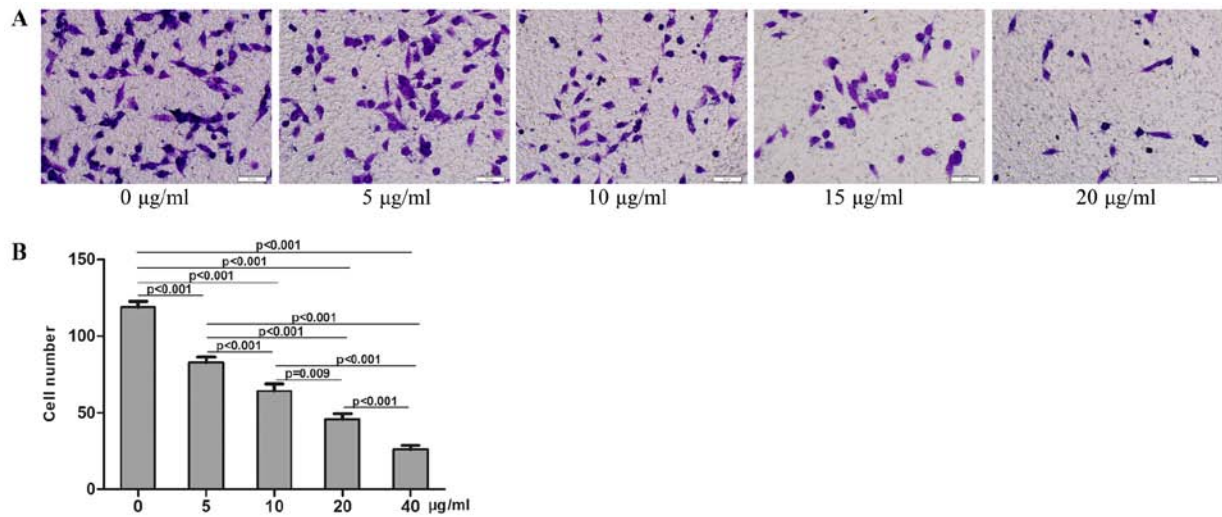 A
0 µg/ml
5 µg/ml
10 µg/ml
15 µg/ml
20 µg/ml
B
p<0.001
p<0.001
p<0.001
p<0.001
p<0.001
p<0.001
p<0.001
p<0.001
p=0.009
p<0.001
Cell number
150
100
50
0
0
5
10
20
40
µg/ml